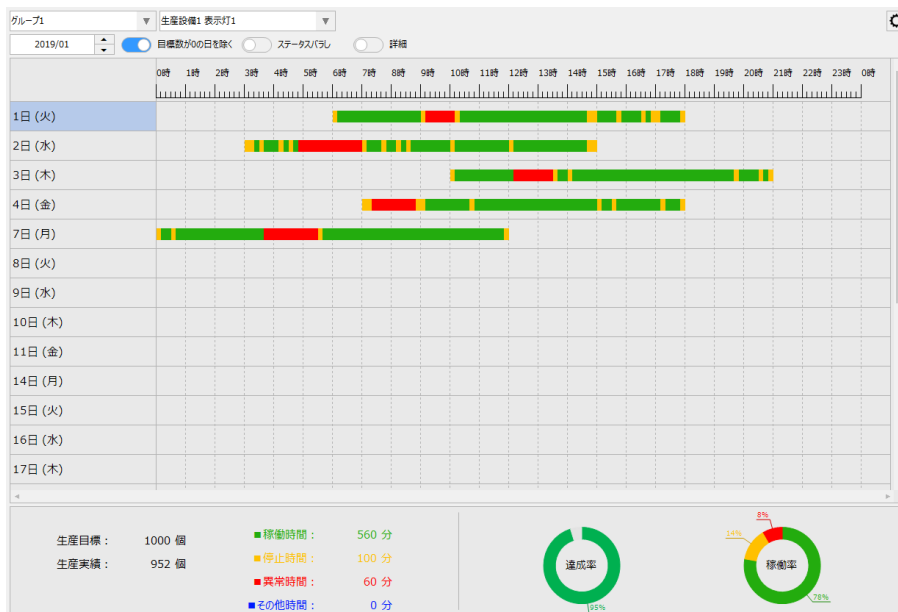 グループ1 生産設備1 表示灯1
2019/01 目標数が0の日を除く ステータスバラし 詳細
0時 1時 2時 3時 4時 5時 6時 7時 8時 9時 10時 11時 12時 13時 14時 15時 16時 17時 18時 19時 20時 21時 22時 23時 0時
1日 (火)
2日 (水)
3日 (木)
4日 (金)
7日 (月)
8日 (火)
9日 (水)
10日 (木)
11日 (金)
14日 (月)
15日 (火)
16日 (水)
17日 (木)
生産目標： 1000 個
生産実績： 952 個
稼働時間： 560 分
停止時間： 100 分
異常時間： 60 分
その他時間： 0 分
達成率
95%
8%
14%
稼働率
78%